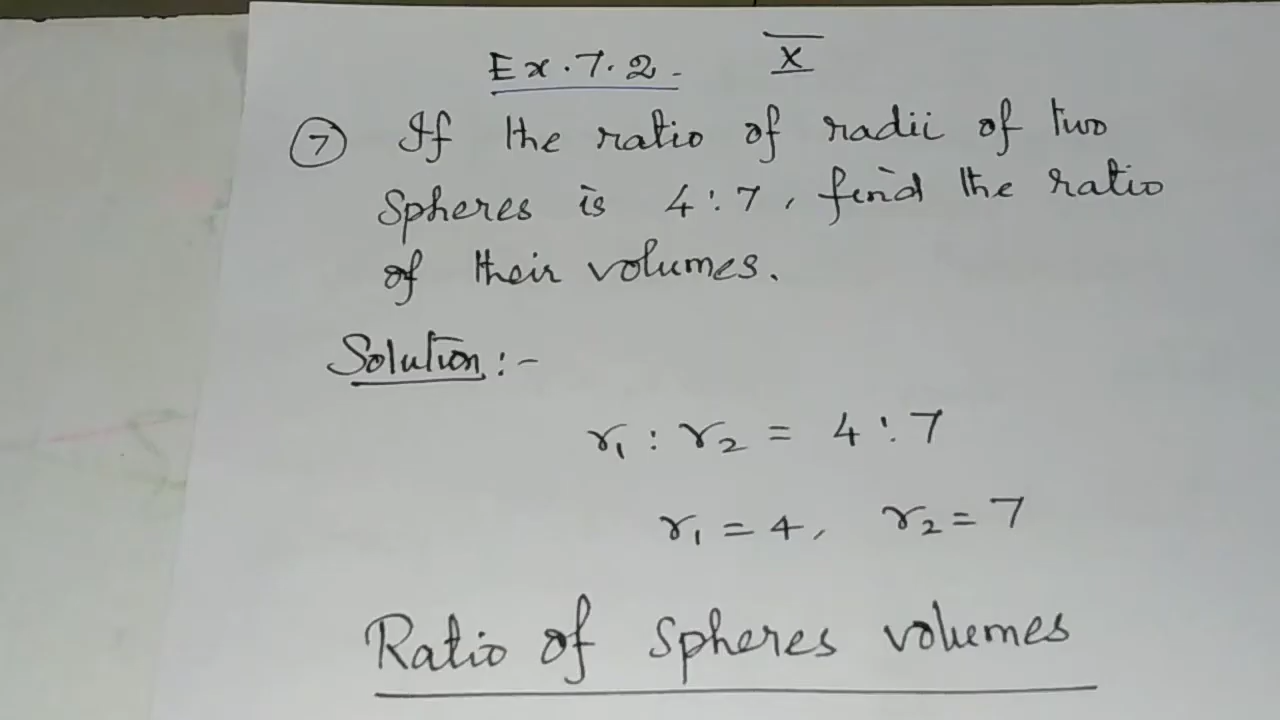 Ex.7.2. X
7 If the ratio of radii of two
Spheres is 4:7, find the ratio
of their volumes.
Solution:-
r₁ : r₂ = 4 : 7
r₁ = 4, r₂ = 7
Ratio of Spheres volumes